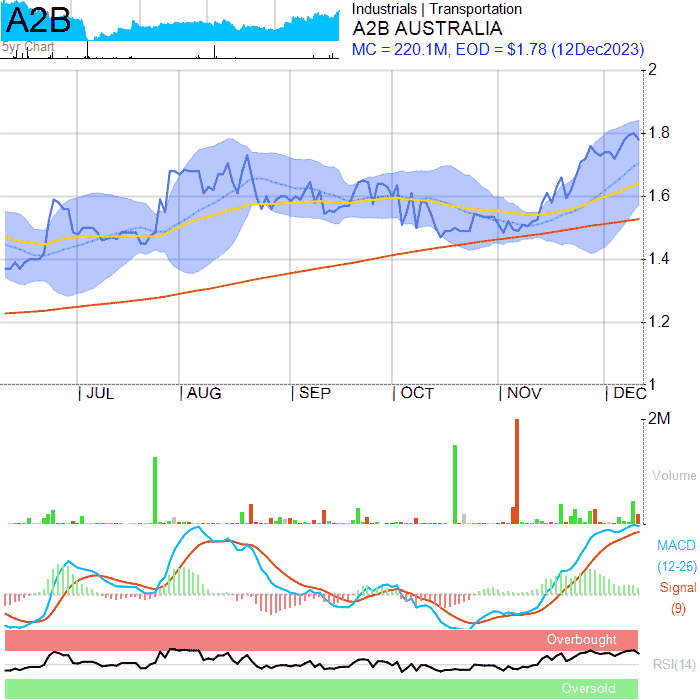 A2B
5yr Chart
Industrials | Transportation
A2B AUSTRALIA
MC = 220.1M, EOD = $1.78 (12Dec2023)
2
1.8
1.6
1.4
1.2
1
| JUL | AUG | SEP | OCT | NOV | DEC
2M
Volume
MACD
(12-26)
Signal
(9)
Overbought
RSI(14)
Oversold